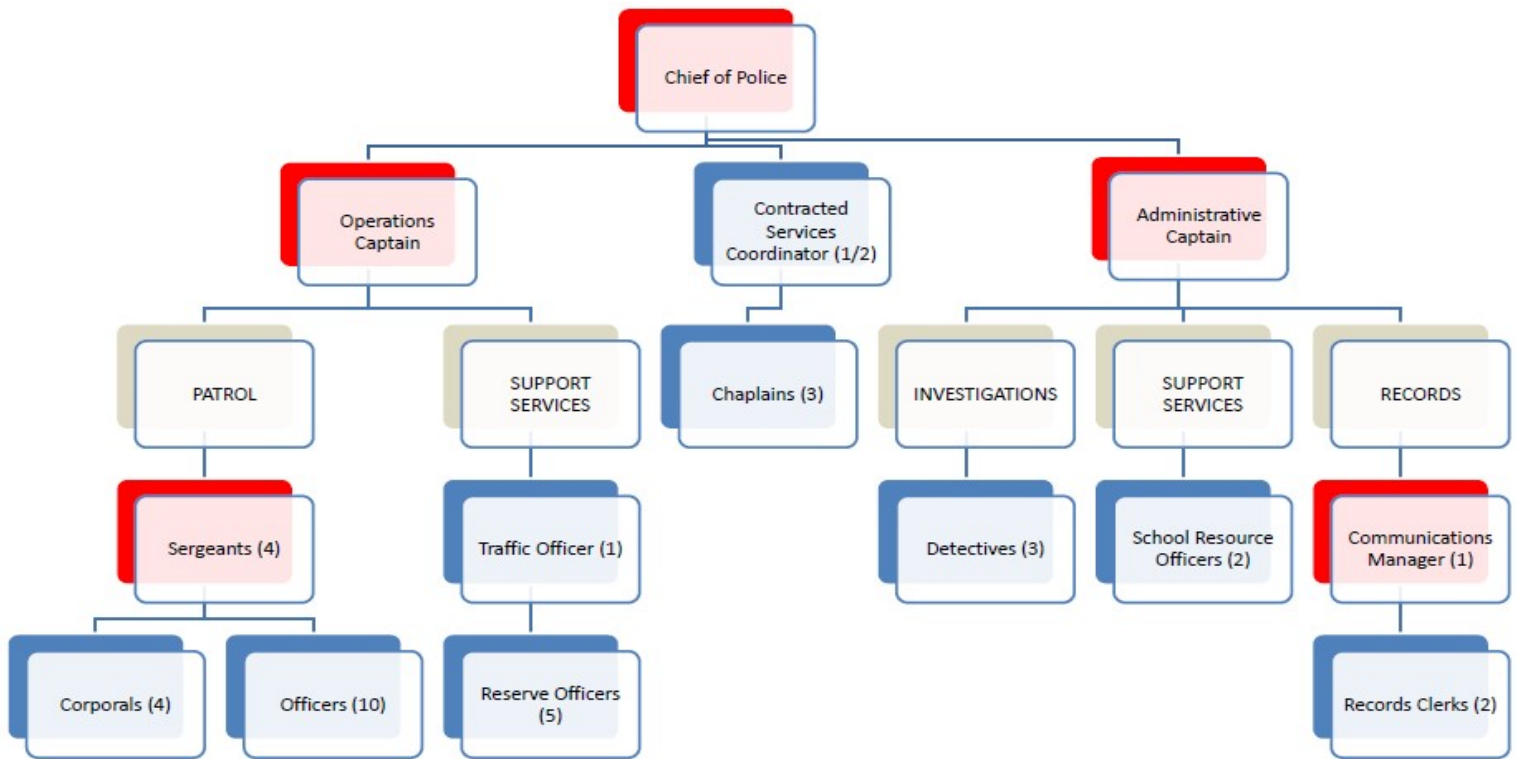 Chief of Police
Operations
Captain
Contracted
Services
Coordinator (1/2)
Administrative
Captain
PATROL
SUPPORT
SERVICES
Chaplains (3)
INVESTIGATIONS
SUPPORT
SERVICES
RECORDS
Sergeants (4)
Traffic Officer (1)
Detectives (3)
School Resource
Officers (2)
Communications
Manager (1)
Corporals (4)
Officers (10)
Reserve Officers
(5)
Records Clerks (2)